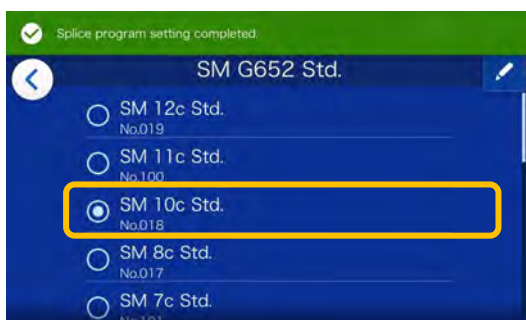 Splice program setting completed.
SM G652 Std.
SM 12c Std.
No.019
SM 11c Std.
No.100
SM 10c Std.
No.018
SM 8c Std.
No.017
SM 7c Std.